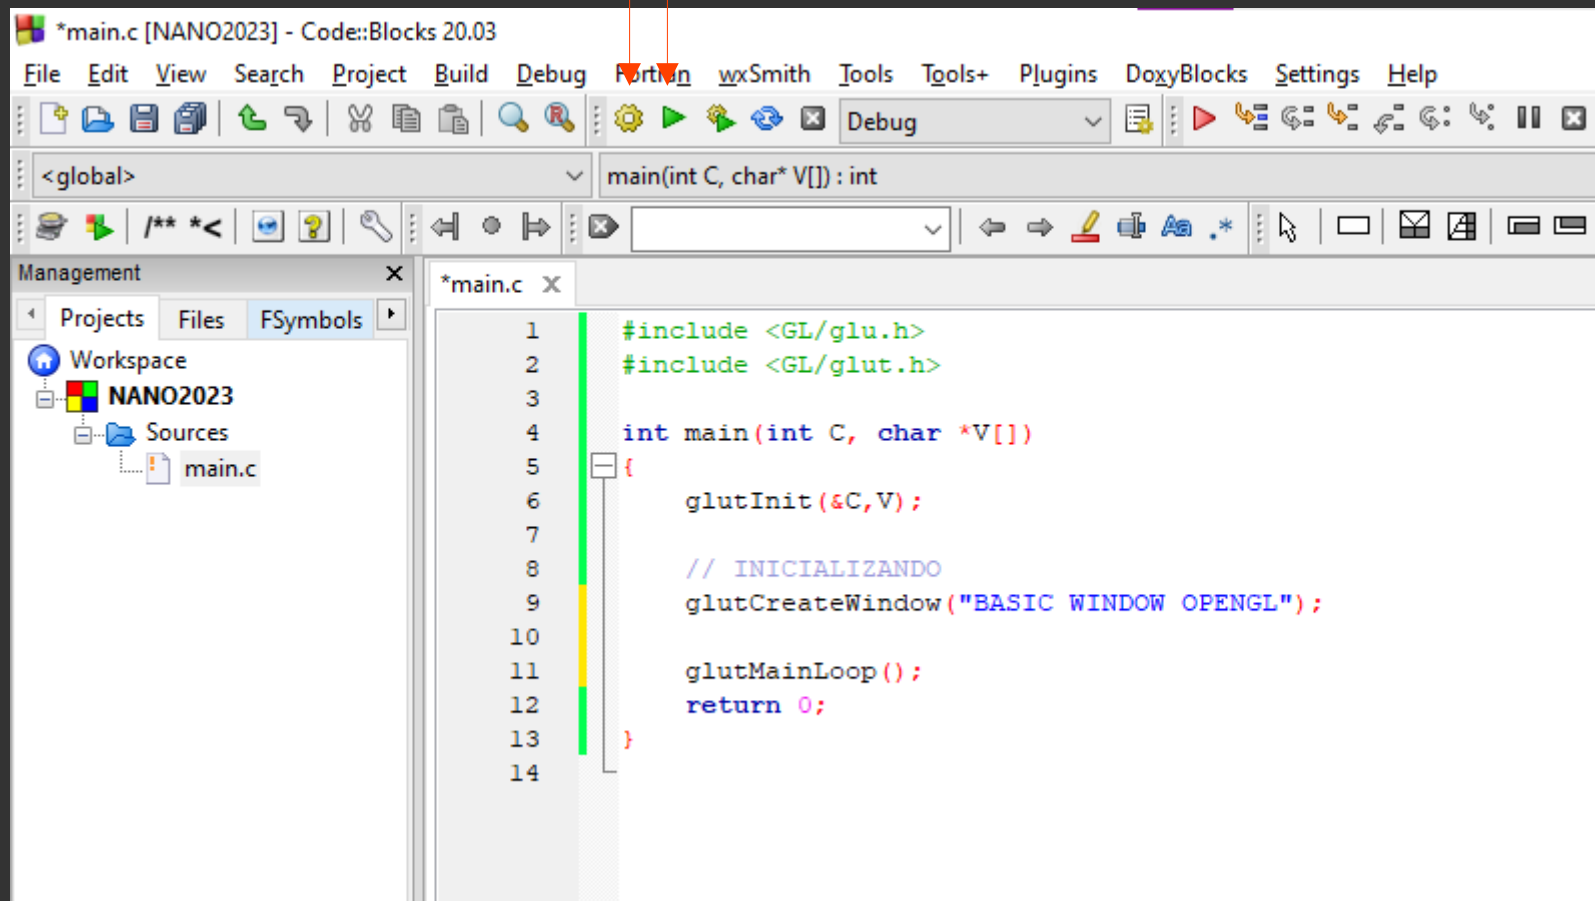 *main.c [NANO2023] - Code::Blocks 20.03
File Edit View Search Project Build Debug Fortran wxSmith Tools Tools+ Plugins DoxyBlocks Settings Help
Debug
<global> main(int C, char* V[]) : int
/** *< Aa .*
Management
*main.c
Projects Files FSymbols
Workspace
NANO2023
Sources
main.c
1 #include <GL/glu.h>
2 #include <GL/glut.h>
3
4 int main(int C, char *V[])
5 {
6 glutInit(&C,V);
7
8 // INICIALIZANDO
9 glutCreateWindow("BASIC WINDOW OPENGL");
10
11 glutMainLoop();
12 return 0;
13 }
14